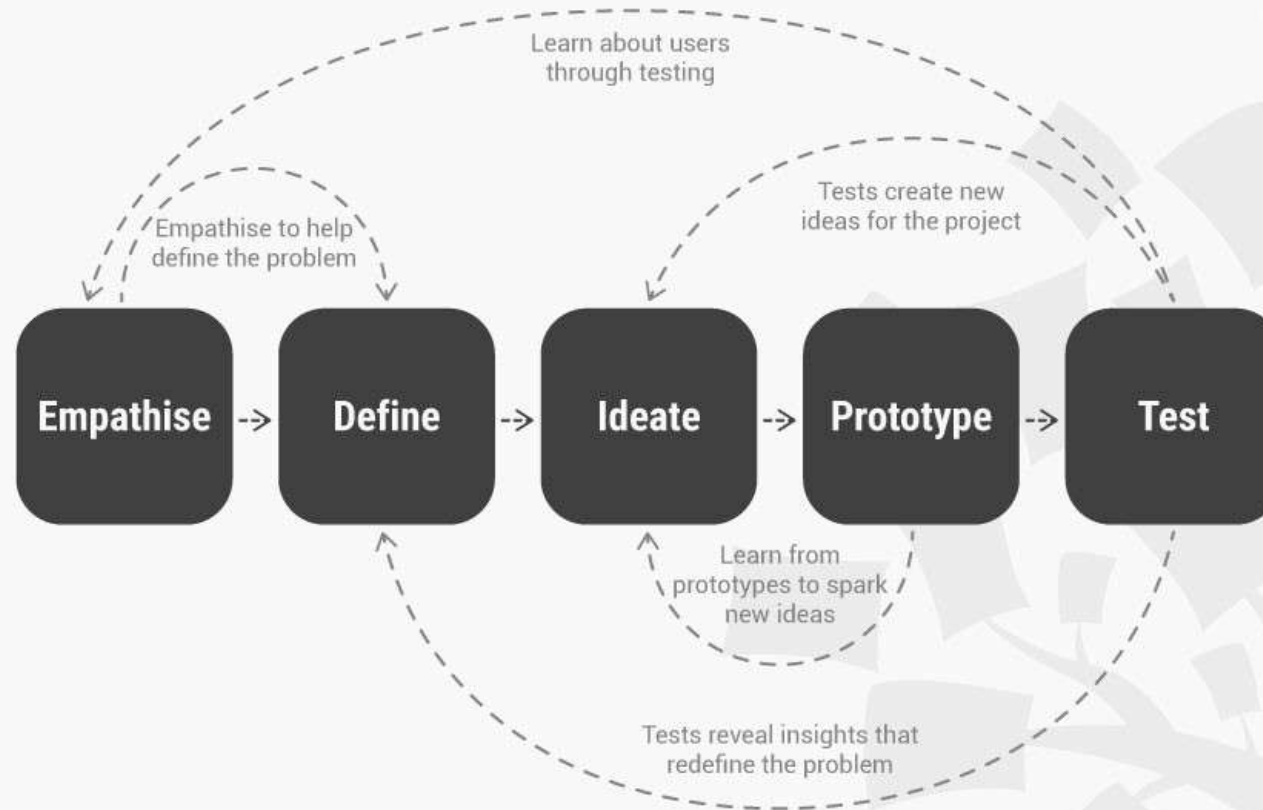 Learn about users
through testing
Tests create new
ideas for the project
Empathise to help
define the problem
Empathise
Define
Ideate
Prototype
Test
Learn from
prototypes to spark
new ideas
Tests reveal insights that
redefine the problem